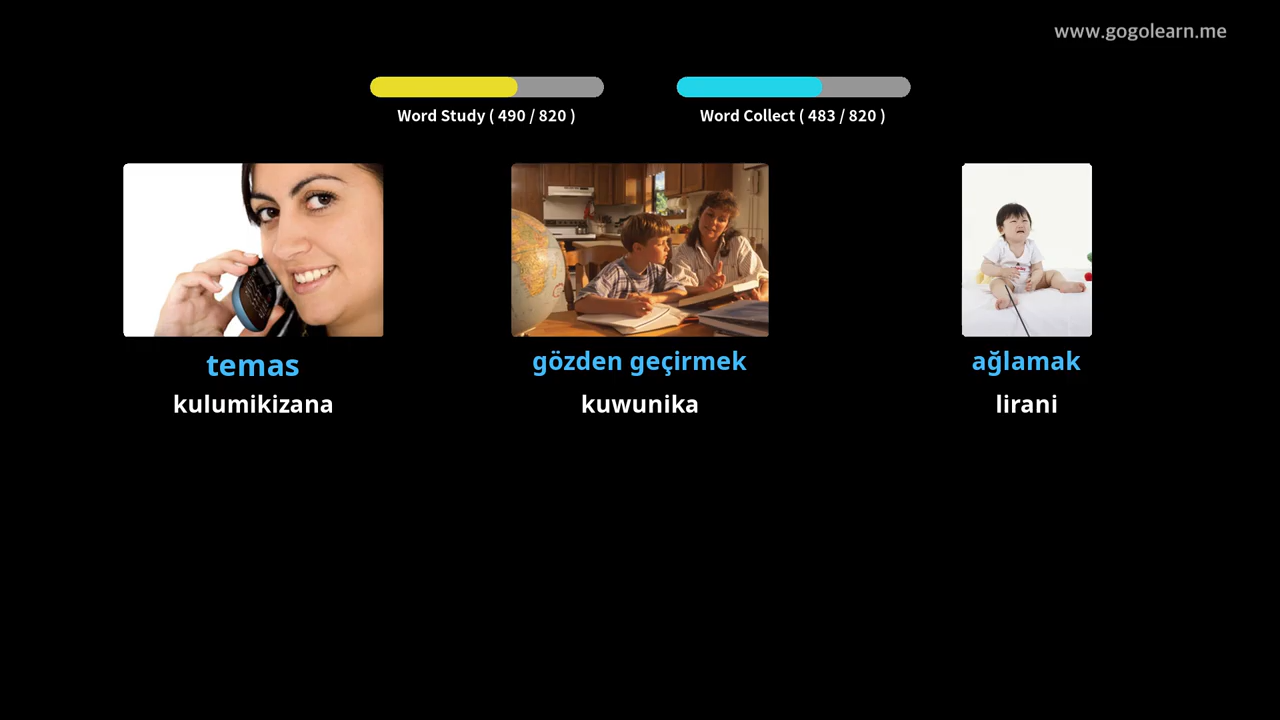 www.gogolearn.me
Word Study ( 490 / 820 )
Word Collect ( 483 / 820 )
temas
kulumikizana
gözden geçirmek
kuwunika
ağlamak
lirani